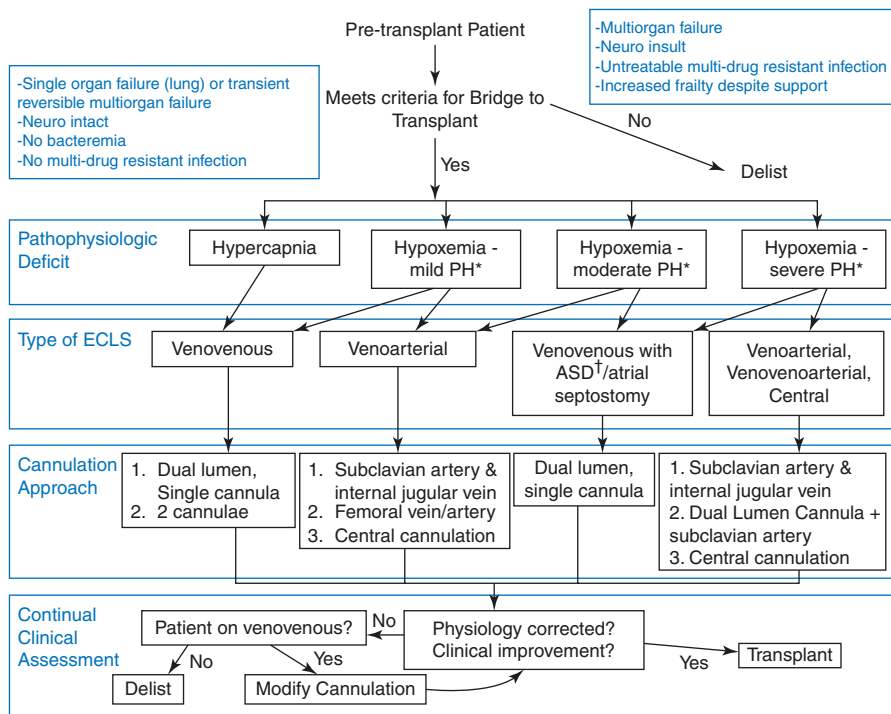 Pre-transplant Patient
-Multiorgan failure
-Neuro insult
-Untreatable multi-drug resistant infection
-Increased frailty despite support
-Single organ failure (lung) or transient
reversible multiorgan failure
-Neuro intact
-No bacteremia
-No multi-drug resistant infection
Meets criteria for Bridge to
Transplant
No
Yes
Delist
Pathophysiologic
Deficit
Hypercapnia
Hypoxemia -
mild PH*
Hypoxemia -
moderate PH*
Hypoxemia -
severe PH*
Type of ECLS
Venovenous
Venoarterial
Venovenous with
ASD†/atrial
septostomy
Venoarterial,
Venovenoarterial,
Central
Cannulation
Approach
1. Dual lumen,
Single cannula
2. 2 cannulae
1. Subclavian artery &
internal jugular vein
2. Femoral vein/artery
3. Central cannulation
Dual lumen,
single cannula
1. Subclavian artery &
internal jugular vein
2. Dual Lumen Cannula +
subclavian artery
3. Central cannulation
Continual
Clinical
Assessment
Patient on venovenous?
No
Physiology corrected?
Clinical improvement?
No
Yes
Yes
Transplant
Delist
Modify Cannulation